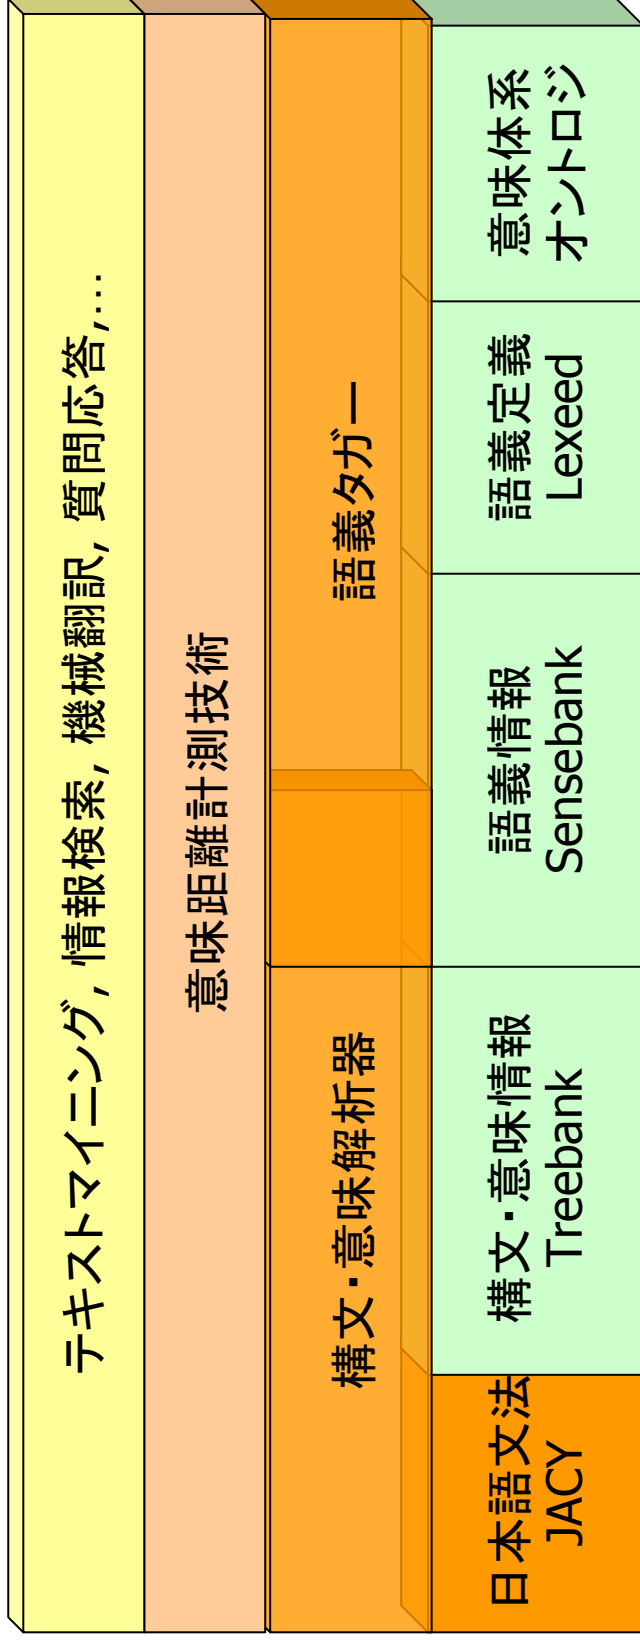 テキストマイニング, 情報検索, 機械翻訳, 質問応答,…
意味距離計測技術
構文・意味解析器
語義タガー
日本語文法
JACY
構文・意味情報
Treebank
語義情報
Sensebank
語義定義
Lexeed
意味体系
オントロジ